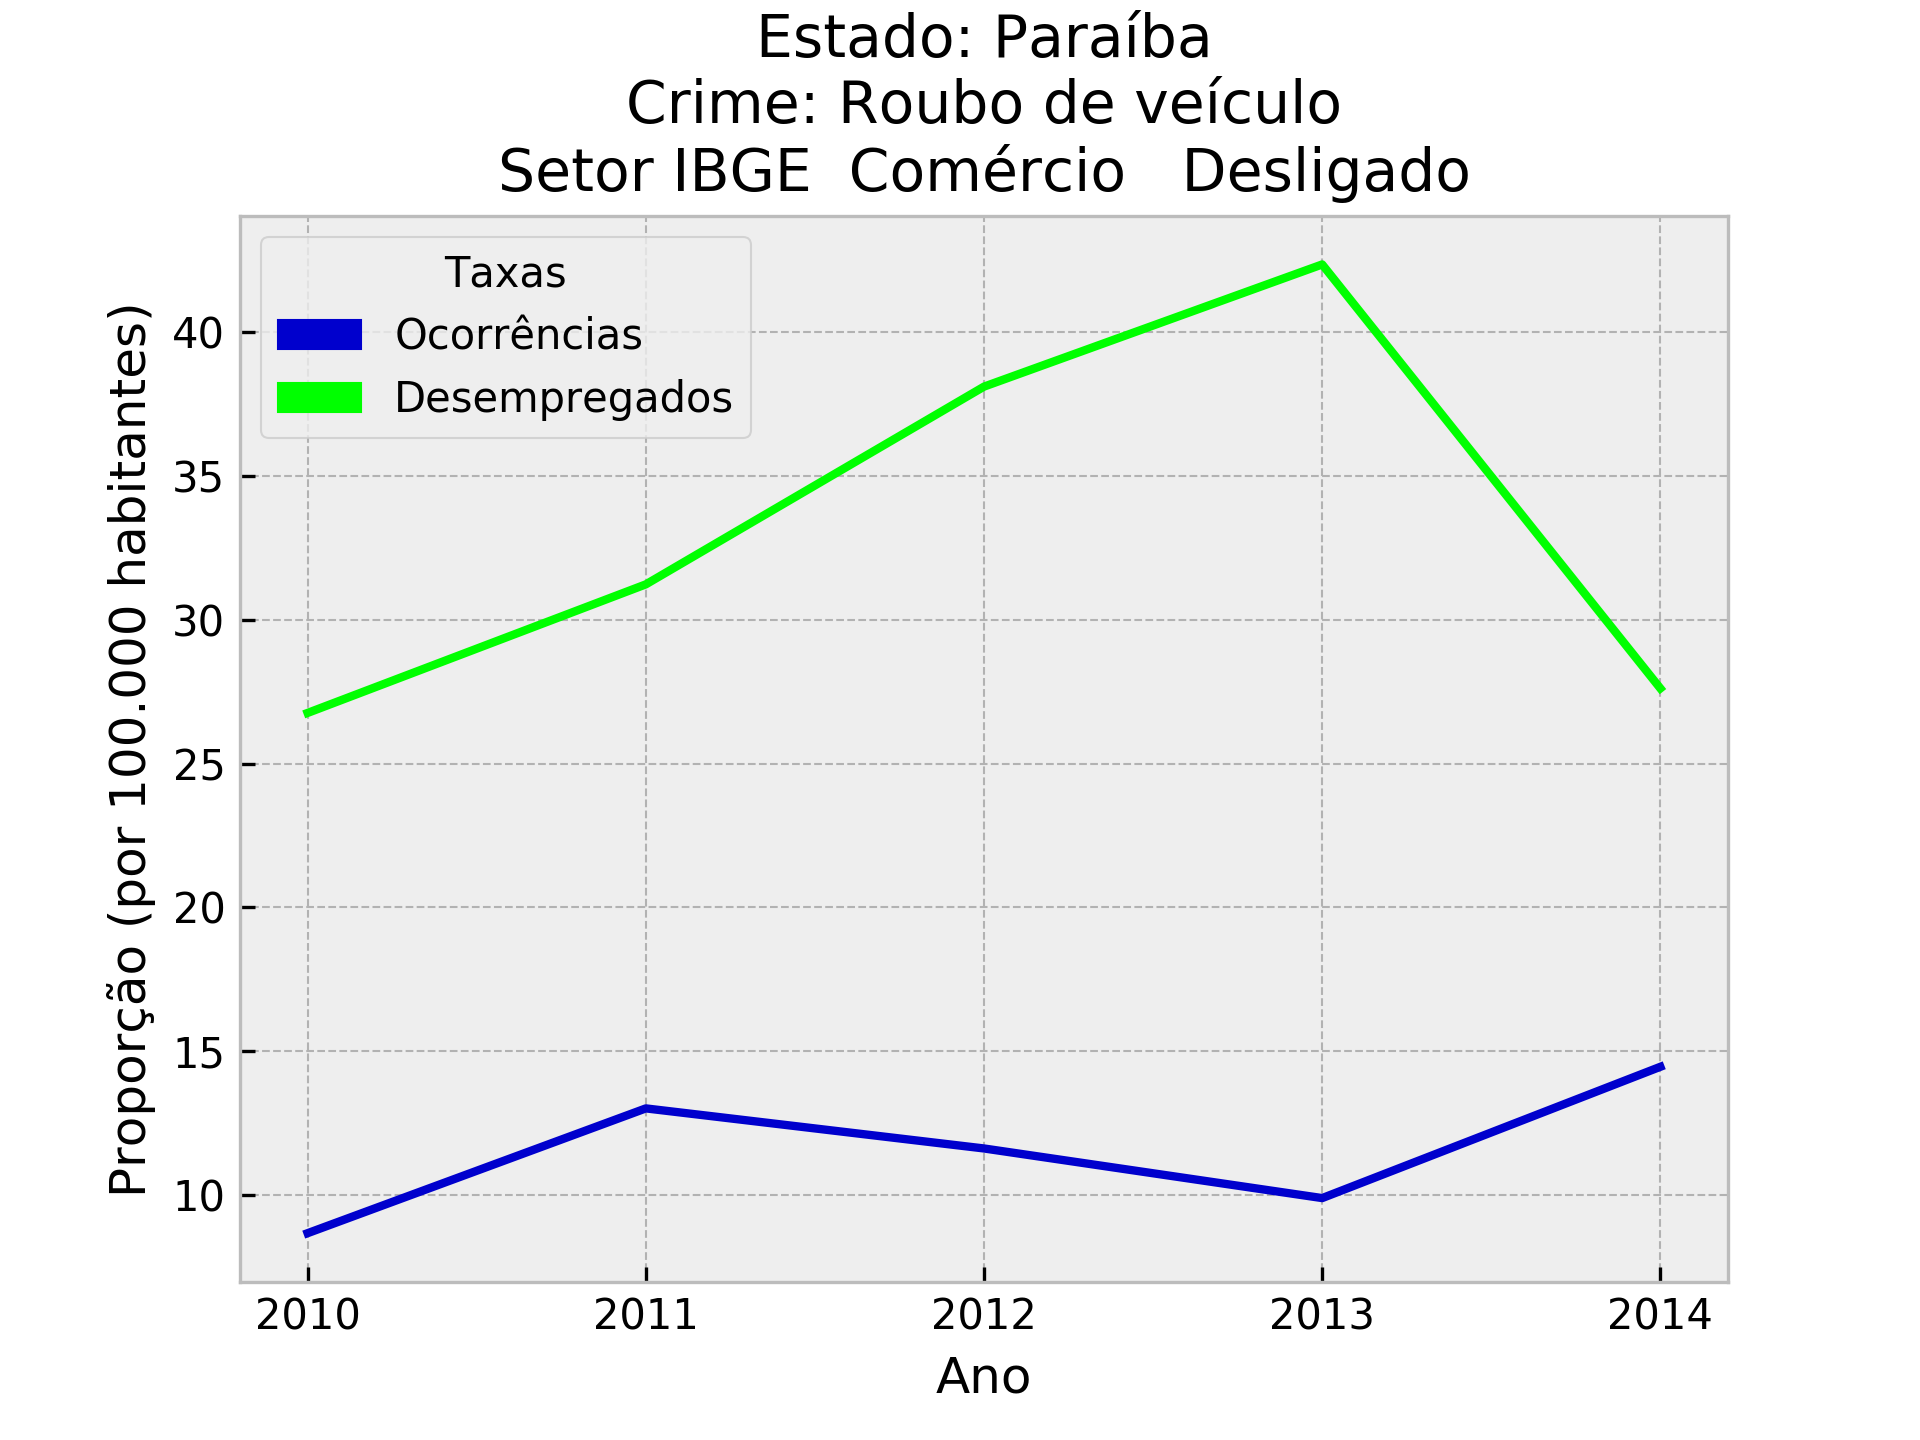 Estado: Paraíba
Crime: Roubo de veículo
Setor IBGE  Comércio   Desligado
Taxas
Ocorrências
Desempregados
Proporção (por 100.000 habitantes)
40
35
30
25
20
15
10
2010 2011 2012 2013 2014
Ano